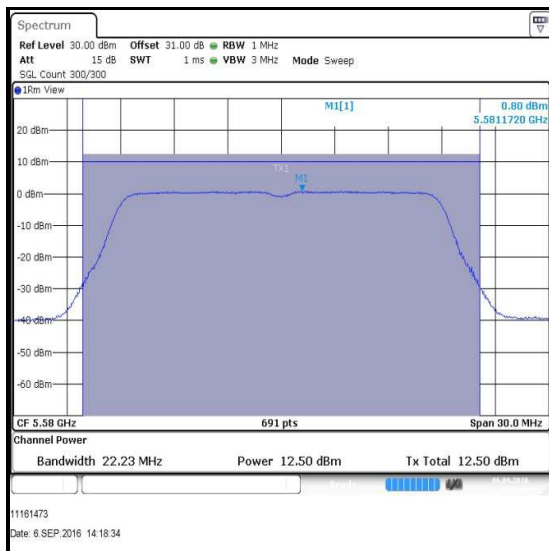 Spectrum
Ref Level 30.00 dBm Offset 31.00 dB RBW 1 MHz
Att 15 dB SWT 1 ms VBW 3 MHz Mode Sweep
SGL Count 300/300
1Rm View
M1[1] 0.80 dBm
5.5811720 GHz
20 dBm
10 dBm
TX1
M1
0 dBm
-10 dBm
-20 dBm
-30 dBm
-40 dBm
-50 dBm
-60 dBm
CF 5.58 GHz 691 pts Span 30.0 MHz
Channel Power
Bandwidth 22.23 MHz Power 12.50 dBm Tx Total 12.50 dBm
11161473
Date: 6.SEP.2016 14:18:34